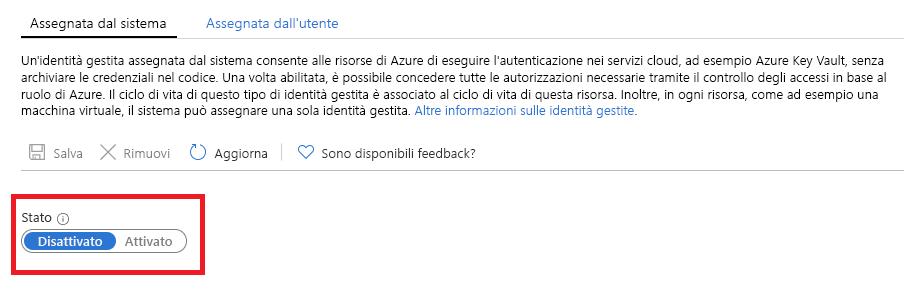 Assegnata dal sistema Assegnata dall'utente
Un'identità gestita assegnata dal sistema consente alle risorse di Azure di eseguire l'autenticazione nei servizi cloud, ad esempio Azure Key Vault, senza
archiviare le credenziali nel codice. Una volta abilitata, è possibile concedere tutte le autorizzazioni necessarie tramite il controllo degli accessi in base al
ruolo di Azure. Il ciclo di vita di questo tipo di identità gestita è associato al ciclo di vita di questa risorsa. Inoltre, in ogni risorsa, come ad esempio una
macchina virtuale, il sistema può assegnare una sola identità gestita. Altre informazioni sulle identità gestite.
Salva Rimuovi Aggiorna Sono disponibili feedback?
Stato
Disattivato Attivato